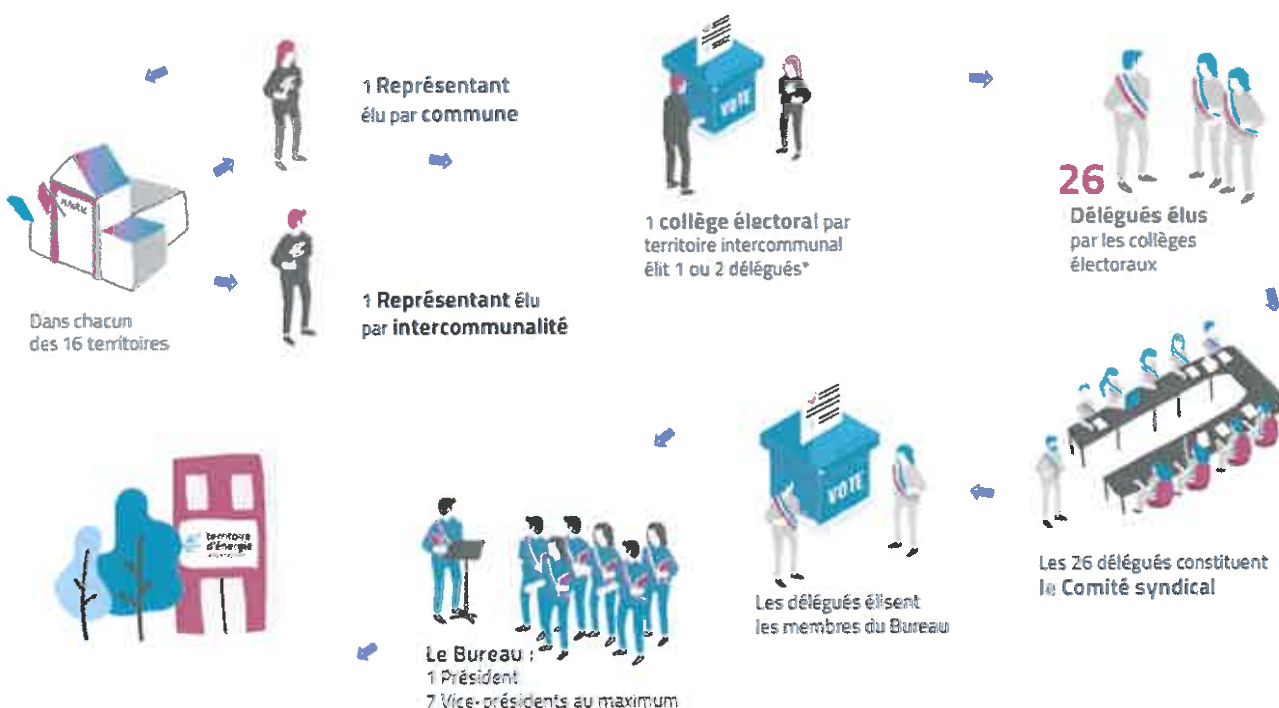 1 Représentant
élu par commune
VOTE
26
Délégués élus
par les collèges
électoraux
1 collège électoral par
territoire intercommunal
élit 1 ou 2 délégués*
Dans chacun
des 16 territoires
1 Représentant élu
par intercommunalité
VOTE
Les 26 délégués constituent
le Comité syndical
Les délégués élisent
les membres du Bureau
territoire
d'énergie
Le Bureau :
1 Président
7 Vice-présidents au maximum